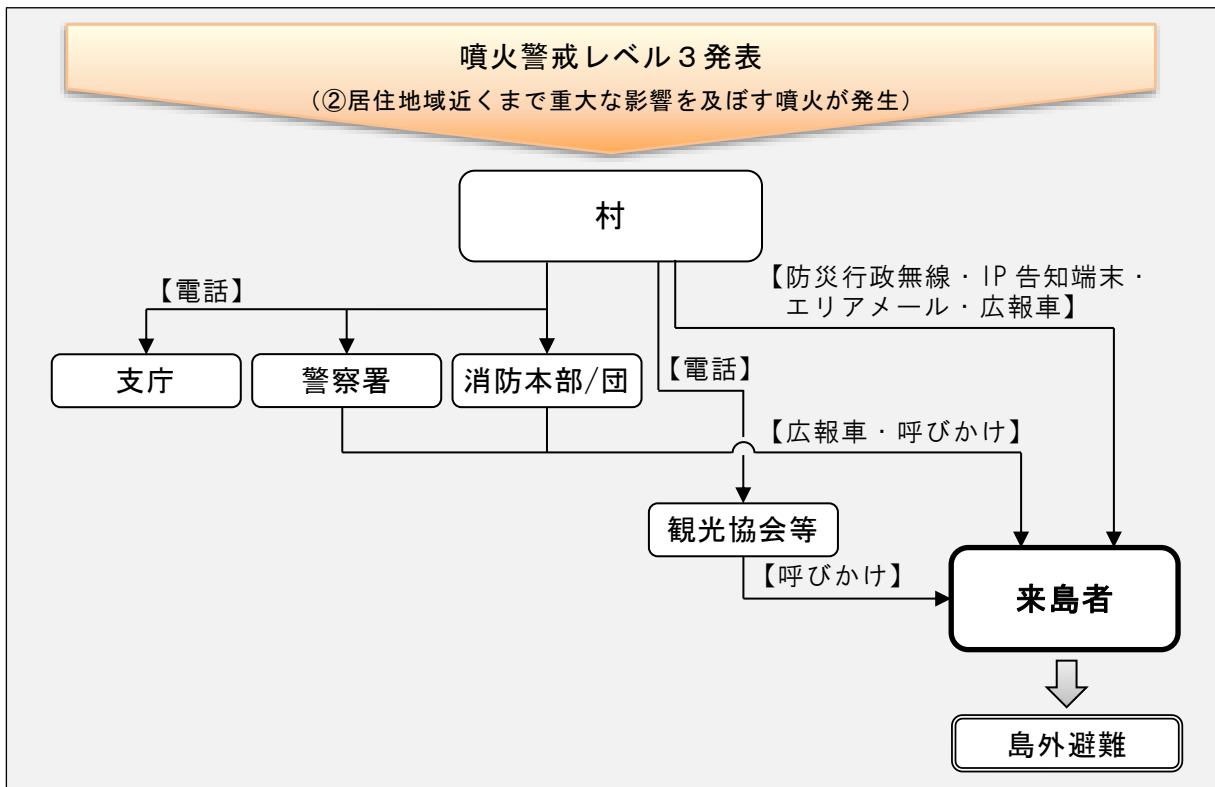 噴火警戒レベル３発表
（②居住地域近くまで重大な影響を及ぼす噴火が発生）
村
【防災行政無線・IP告知端末・
エリアメール・広報車】
【電話】
支庁
警察署
消防本部/団
【電話】
【広報車・呼びかけ】
観光協会等
【呼びかけ】
来島者
島外避難